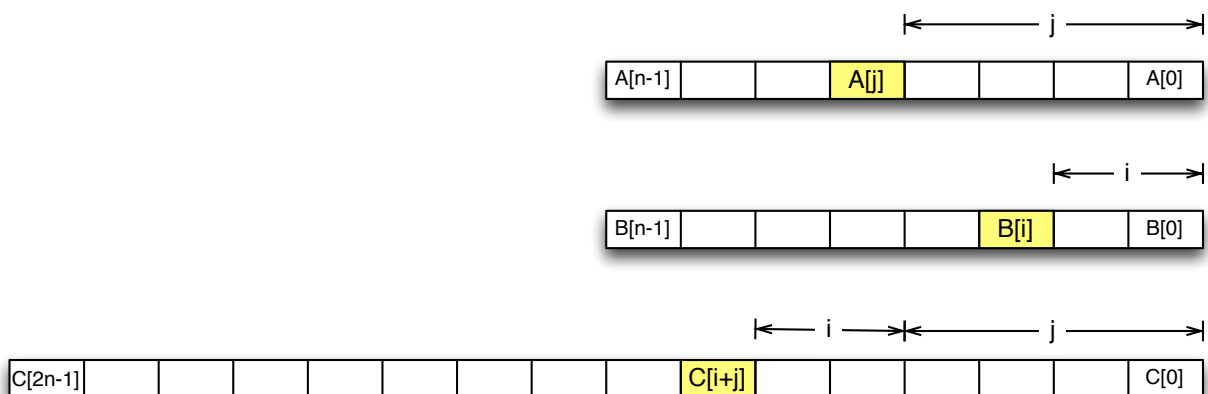 j
A[n-1] A[j] A[0]
i
B[n-1] B[i] B[0]
i j
C[2n-1] C[i+j] C[0]